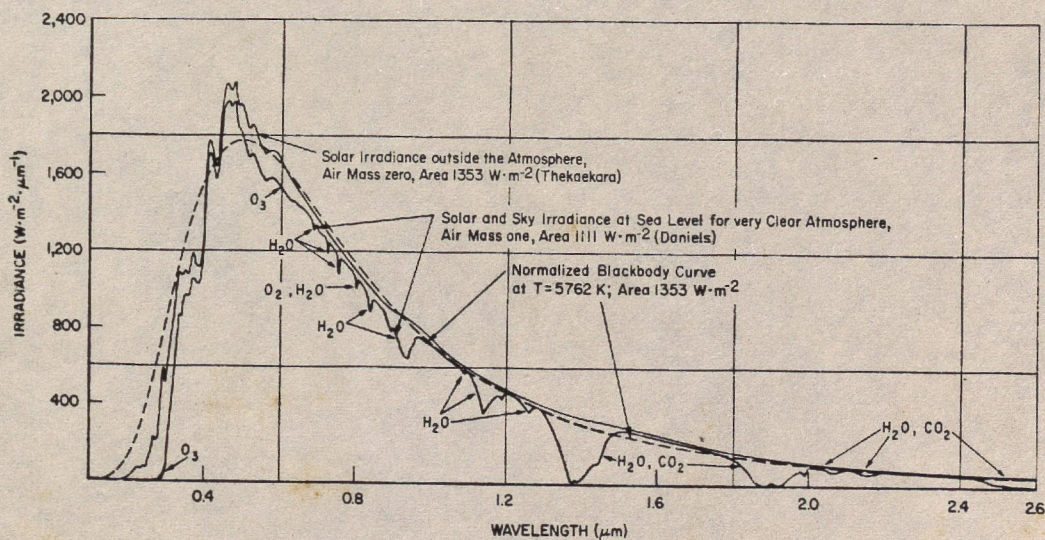 2,400
2,000
1,600
1,200
800
400
IRRADIANCE (W·m⁻²·μm⁻¹)
Solar Irradiance outside the Atmosphere,
Air Mass zero, Area 1353 W·m⁻² (Thekaekara)
O₃
Solar and Sky Irradiance at Sea Level for very Clear Atmosphere,
Air Mass one, Area 1111 W·m⁻² (Daniels)
H₂O
Normalized Blackbody Curve
at T=5762 K; Area 1353 W·m⁻²
O₂, H₂O
H₂O
H₂O
H₂O, CO₂
H₂O, CO₂
O₃
0.4 0.8 1.2 1.6 2.0 2.2 2.6
WAVELENGTH (μm)